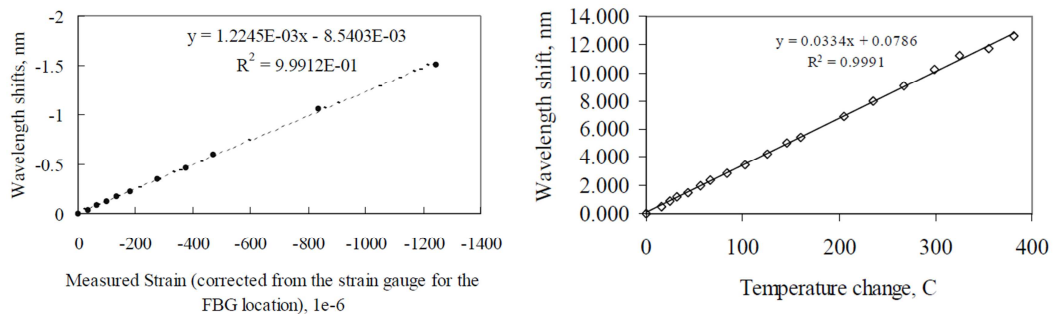 -2
-1.5
-1
-0.5
0
Wavelength shifts, nm
y = 1.2245E-03x - 8.5403E-03
R² = 9.9912E-01
0 -200 -400 -600 -800 -1000 -1200 -1400
Measured Strain (corrected from the strain gauge for the
FBG location), 1e-6
14.000
12.000
10.000
8.000
6.000
4.000
2.000
0.000
Wavelength shift, nm
y = 0.0334x + 0.0786
R² = 0.9991
0 100 200 300 400
Temperature change, C